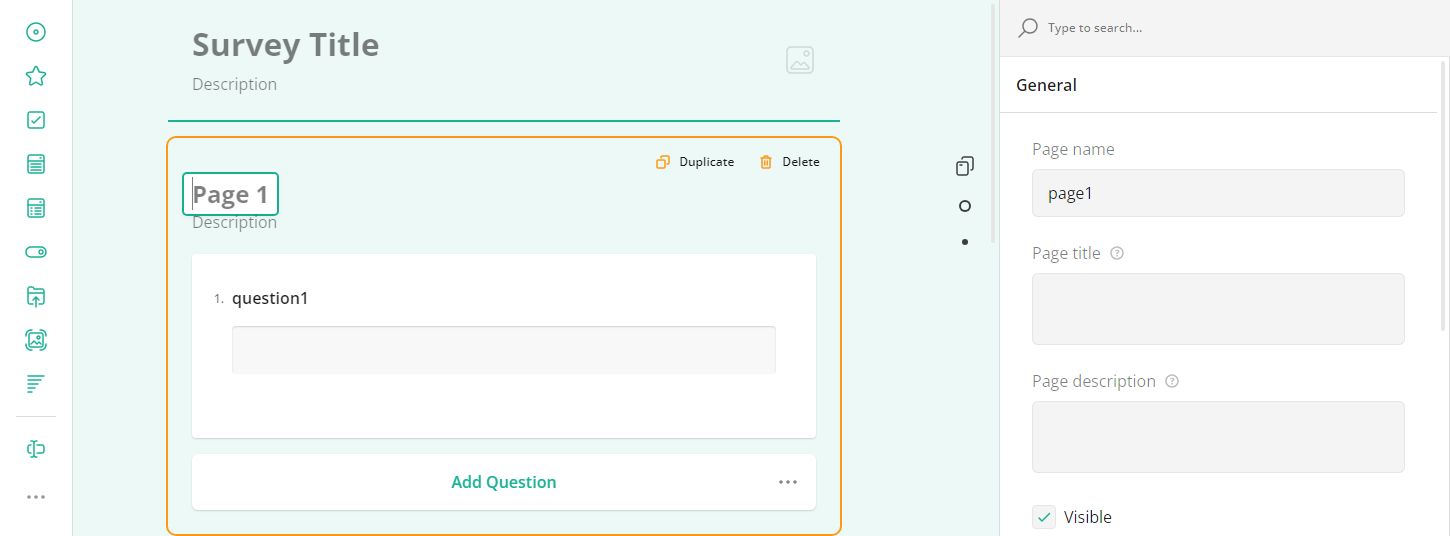 Survey Title
Description
Duplicate
Delete
Page 1
Description
1. question1
Add Question
Type to search...
General
Page name
page1
Page title
Page description
Visible